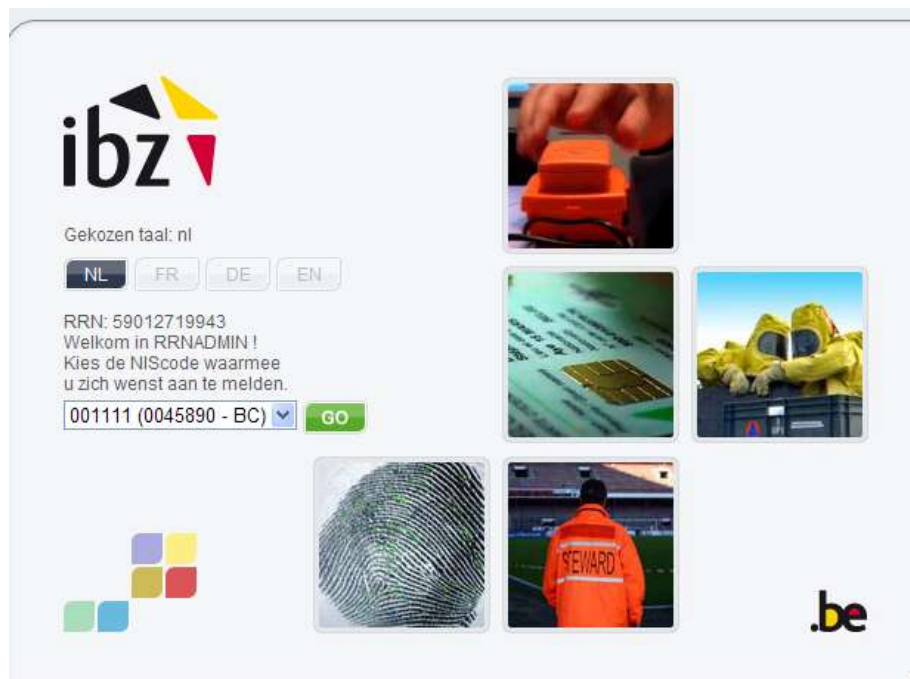 ibz
Gekozen taal: nl
NL FR DE EN
RRN: 59012719943
Welkom in RRNADMIN !
Kies de NIScode waarmee
u zich wenst aan te melden.
001111 (0045890 - BC) GO
STEWARD
.be